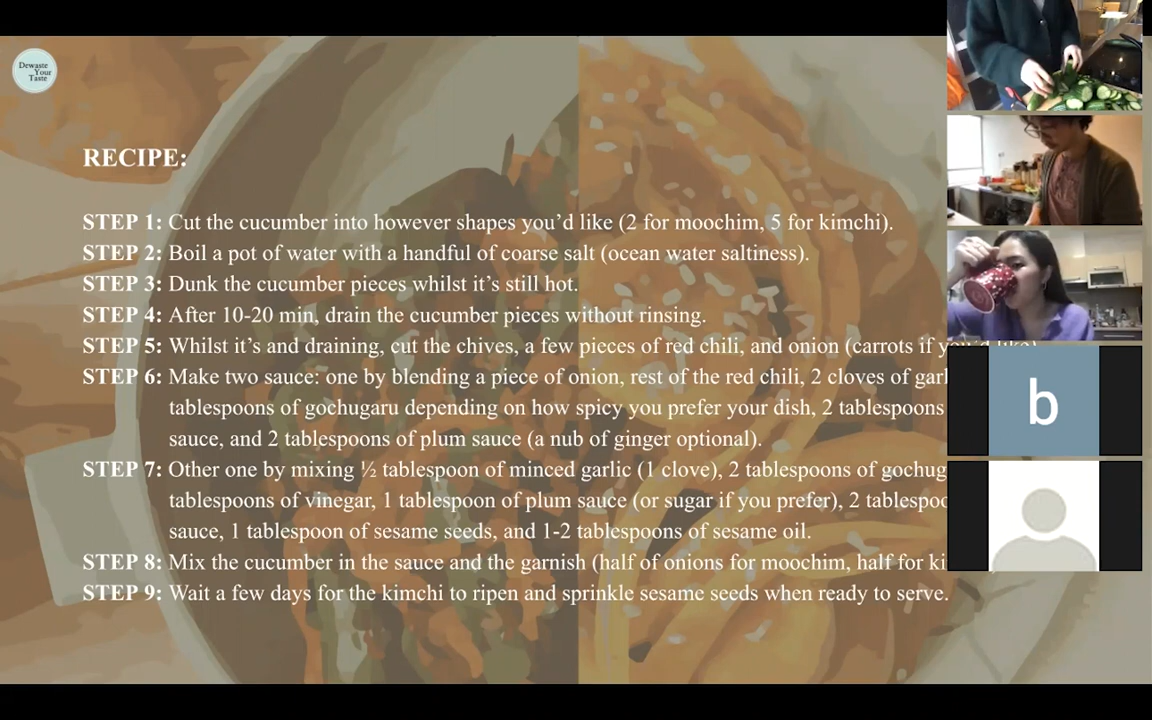 Dewaste
Your
Taste
RECIPE:
STEP 1: Cut the cucumber into however shapes you’d like (2 for moochim, 5 for kimchi).
STEP 2: Boil a pot of water with a handful of coarse salt (ocean water saltiness).
STEP 3: Dunk the cucumber pieces whilst it’s still hot.
STEP 4: After 10-20 min, drain the cucumber pieces without rinsing.
STEP 5: Whilst it’s and draining, cut the chives, a few pieces of red chili, and onion (carrots if you’d like)
STEP 6: Make two sauce: one by blending a piece of onion, rest of the red chili, 2 cloves of
tablespoons of gochugaru depending on how spicy you prefer your dish, 2 tablespoons
sauce, and 2 tablespoons of plum sauce (a nub of ginger optional).
STEP 7: Other one by mixing ½ tablespoon of minced garlic (1 clove), 2 tablespoons of
tablespoons of vinegar, 1 tablespoon of plum sauce (or sugar if you prefer), 2
sauce, 1 tablespoon of sesame seeds, and 1-2 tablespoons of sesame oil.
STEP 8: Mix the cucumber in the sauce and the garnish (half of onions for moochim, half for
STEP 9: Wait a few days for the kimchi to ripen and sprinkle sesame seeds when ready to serve.
b